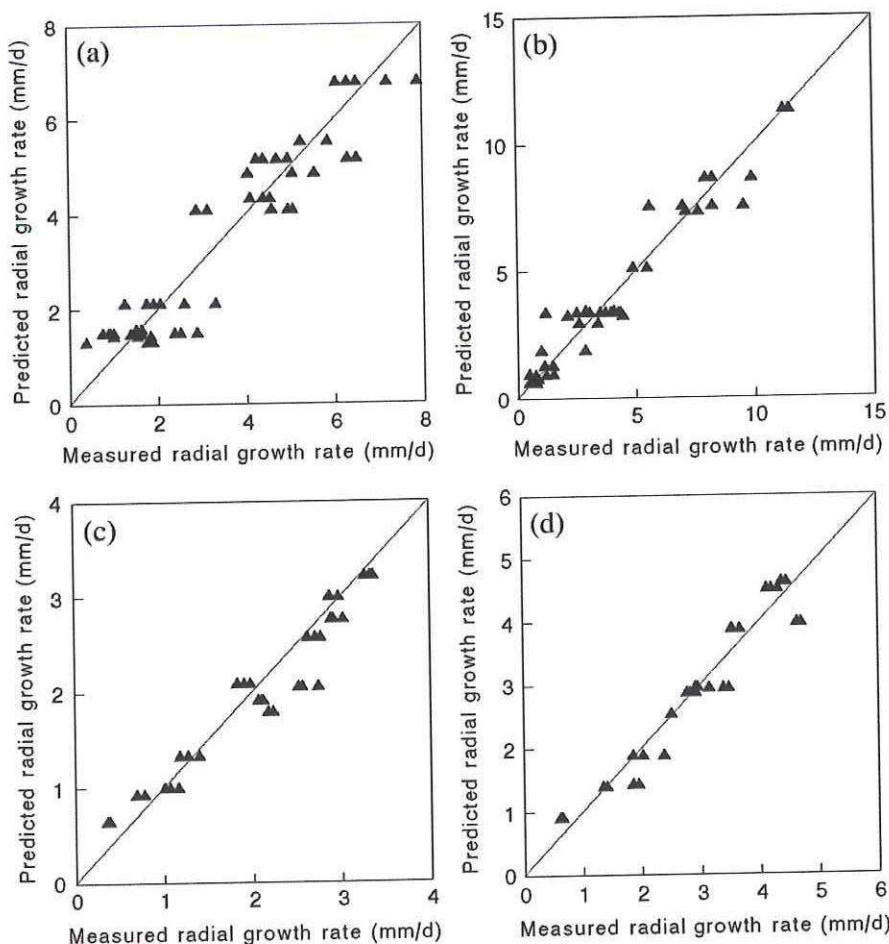 (a)
Predicted radial growth rate (mm/d)
8
6
4
2
0
0 2 4 6 8
Measured radial growth rate (mm/d)
(b)
Predicted radial growth rate (mm/d)
15
10
5
0
0 5 10 15
Measured radial growth rate (mm/d)
(c)
Predicted radial growth rate (mm/d)
4
3
2
1
0
0 1 2 3 4
Measured radial growth rate (mm/d)
(d)
Predicted radial growth rate (mm/d)
6
5
4
3
2
1
0
0 1 2 3 4 5 6
Measured radial growth rate (mm/d)